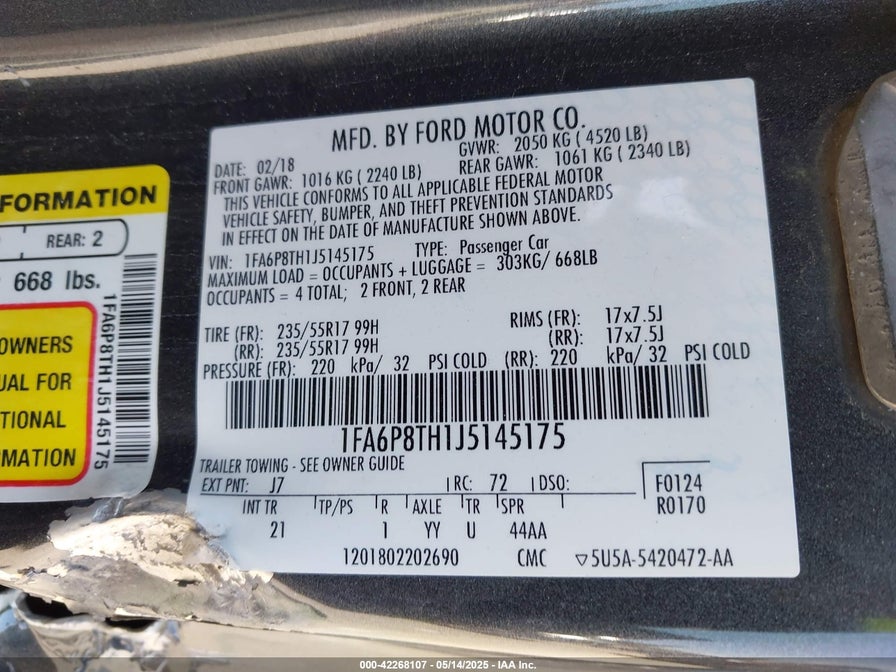 FORMATION
REAR: 2
668 lbs.
OWNERS
UAL FOR
TIONAL
MATION
1FA6P8TH1J5145175
MFD. BY FORD MOTOR CO.
DATE: 02/18 GVWR: 2050 KG ( 4520 LB)
FRONT GAWR: 1016 KG ( 2240 LB) REAR GAWR: 1061 KG ( 2340 LB)
THIS VEHICLE CONFORMS TO ALL APPLICABLE FEDERAL MOTOR
VEHICLE SAFETY, BUMPER, AND THEFT PREVENTION STANDARDS
IN EFFECT ON THE DATE OF MANUFACTURE SHOWN ABOVE.
VIN: 1FA6P8TH1J5145175 TYPE: Passenger Car
MAXIMUM LOAD = OCCUPANTS + LUGGAGE = 303KG/ 668LB
OCCUPANTS = 4 TOTAL; 2 FRONT, 2 REAR
TIRE (FR): 235/55R17 99H RIMS (FR): 17x7.5J
(RR): 235/55R17 99H (RR): 17x7.5J
PRESSURE (FR): 220 kPa/ 32 PSI COLD (RR): 220 kPa/ 32 PSI COLD
1FA6P8TH1J5145175
TRAILER TOWING - SEE OWNER GUIDE
EXT PNT: J7 RC: 72 DSO: F0124
INT TR TP/PS R AXLE TR SPR R0170
21 1 YY U 44AA
1201802202690 CMC ▽5U5A-5420472-AA
000-42268107 - 05/14/2025 - IAA Inc.